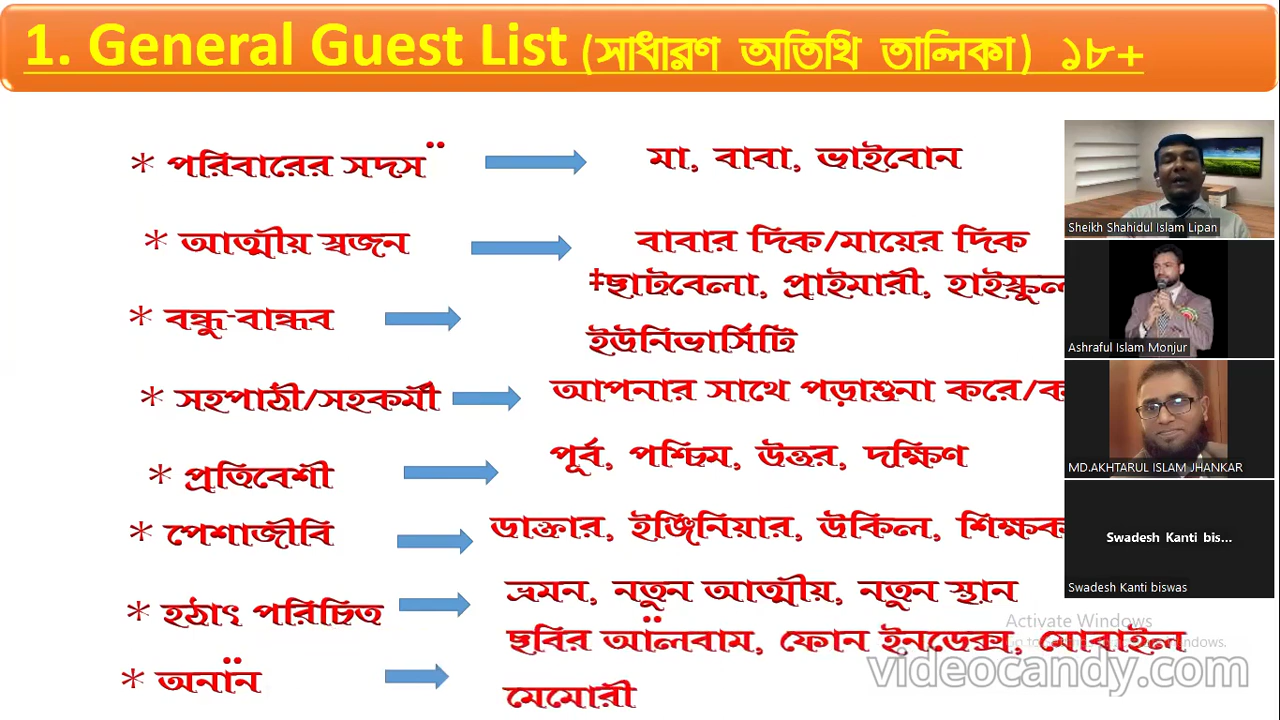 1. General Guest List (সাধারণ অতিথি তালিকা) ১৮+
* পরিবারের সদস¨ মা, বাবা, ভাইবোন
* আত্মীয় স্বজন বাবার দিক/মায়ের দিক
* বন্ধু-বান্ধব ‡ছাটবেলা, প্রাইমারী, হাইস্কুল
ইউনিভার্সিটি
* সহপাঠী/সহকর্মী আপনার সাথে পড়াশুনা করে/ক
* প্রতিবেশী পূর্ব, পশ্চিম, উত্তর, দক্ষিণ
* পেশাজীবি ডাক্তার, ইঞ্জিনিয়ার, উকিল, শিক্ষক
* হঠাৎ পরিচিত ভ্রমন, নতুন আত্মীয়, নতুন স্থান
* অনা¨ন ছবির আ¨লবাম, ফোন ইনডেক্স, মোবাইল
মেমোরী
Sheikh Shahidul Islam Lipan
Ashraful Islam Monjur
MD.AKHTARUL ISLAM JHANKAR
Swadesh Kanti bis...
Swadesh Kanti biswas
Activate Windows
videocandy.com